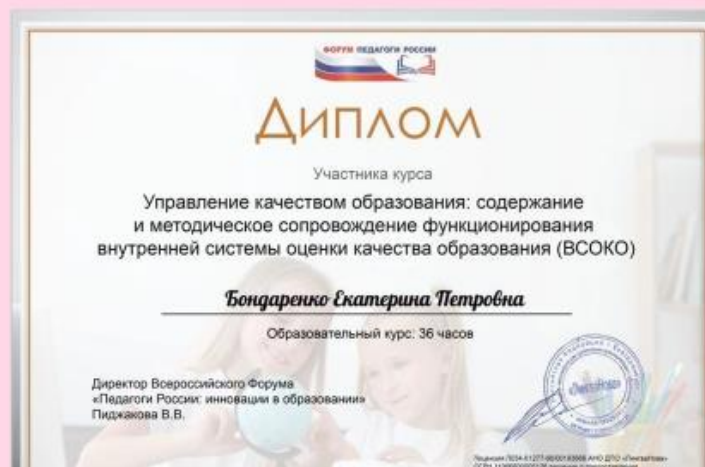 ФОРУМ ПЕДАГОГИ РОССИИ
Диплом
Участника курса
Управление качеством образования: содержание
и методическое сопровождение функционирования
внутренней системы оценки качества образования (ВСОКО)
Бондаренко Екатерина Петровна
Образовательный курс: 36 часов
Директор Всероссийского Форума
«Педагоги России: инновации в образовании»
Пиджакова В.В.